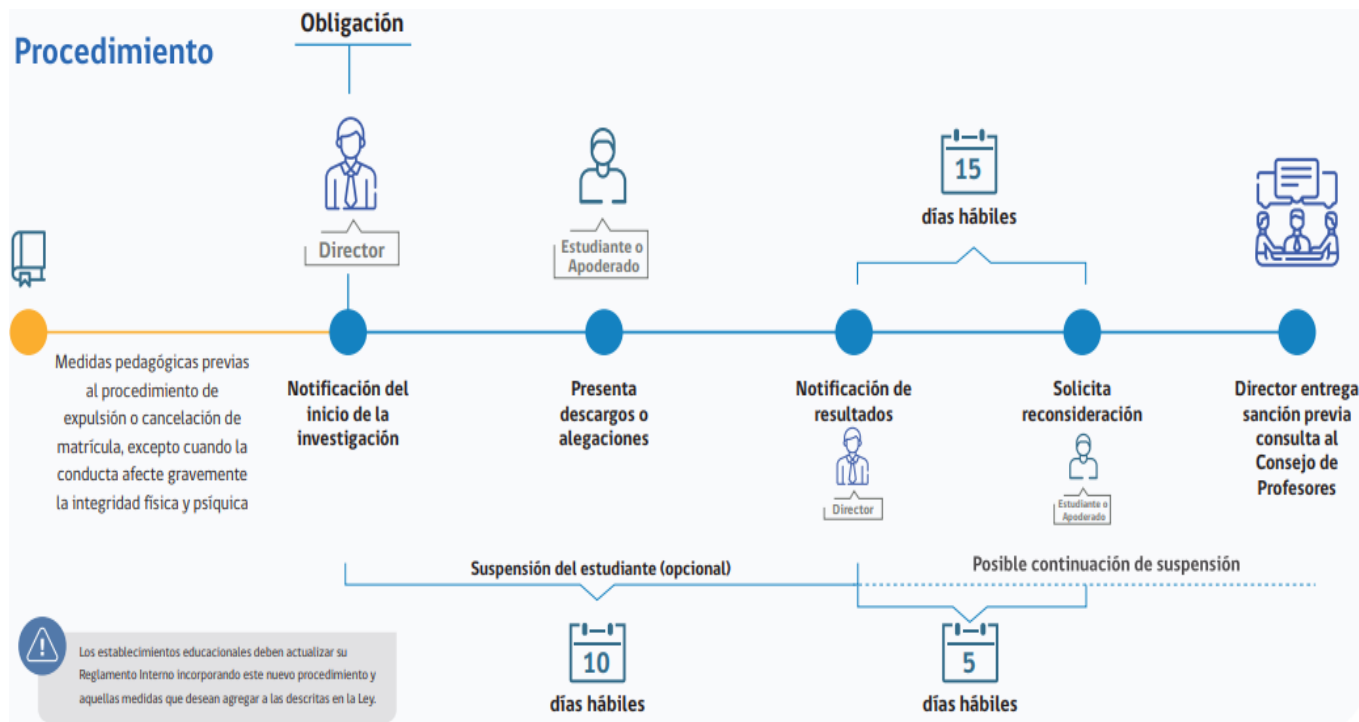 Procedimiento
Obligación
Director
Estudiante o
Apoderado
15
días hábiles
Medidas pedagógicas previas
al procedimiento de
expulsión o cancelación de
matrícula, excepto cuando la
conducta afecte gravemente
la integridad física y psíquica
Notificación del
inicio de la
investigación
Presenta
descargos o
alegaciones
Notificación de
resultados
Director
Solicita
reconsideración
Estudiante o
Apoderado
Director entrega
sanción previa
consulta al
Consejo de
Profesores
Suspensión del estudiante (opcional)
Posible continuación de suspensión
10
días hábiles
5
días hábiles
Los establecimientos educacionales deben actualizar su
Reglamento Interno incorporando este nuevo procedimiento y
aquellas medidas que desean agregar a las descritas en la Ley.